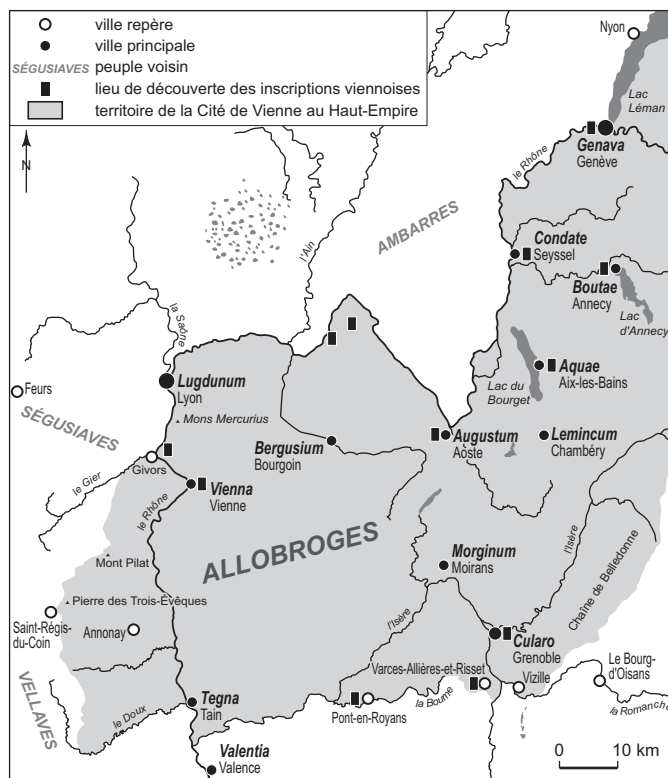 ville repère
ville principale
SÉGUSIAVES peuple voisin
lieu de découverte des inscriptions viennoises
territoire de la Cité de Vienne au Haut-Empire
N
Nyon
Lac
Léman
Genava
Genève
le Rhône
AMBARRES
l'Ain
Condate
Seyssel
Boutae
Annecy
Lac
d'Annecy
la Saône
Aquae
Aix-les-Bains
Lac du
Bourget
Feurs
SÉGUSIAVES
Lugdunum
Lyon
Mons Mercurius
Bergusium
Bourgoin
Augustum
Aoste
Lemincum
Chambéry
Givors
le Gier
Vienna
Vienne
le Rhône
ALLOBROGES
Mont Pilat
Morginum
Moirans
l'Isère
Chaîne de Belledonne
Pierre des Trois-Évêques
Saint-Régis-
du-Coin
Annonay
l'Isère
Cularo
Grenoble
VELLAVES
Varces-Allières-et-Risset
Vizille
Le Bourg-
d'Oisans
la Romanche
le Doux
Tegna
Tain
Pont-en-Royans
la Bourne
Valentia
Valence
0 10 km